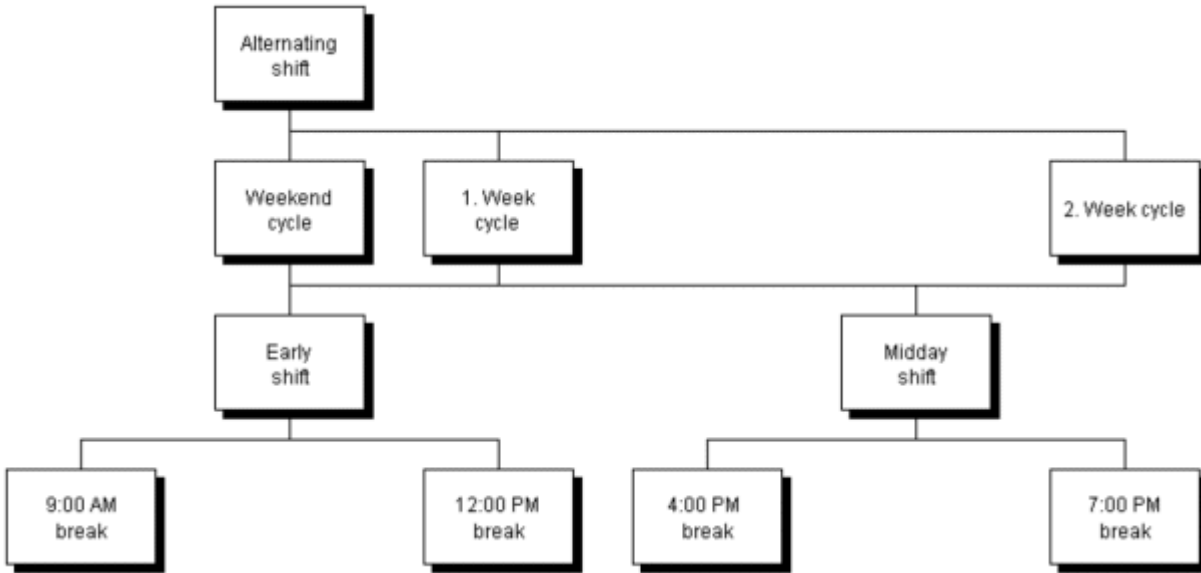 Alternating
shift
Weekend
cycle
1. Week
cycle
2. Week cycle
Early
shift
Midday
shift
9:00 AM
break
12:00 PM
break
4:00 PM
break
7:00 PM
break